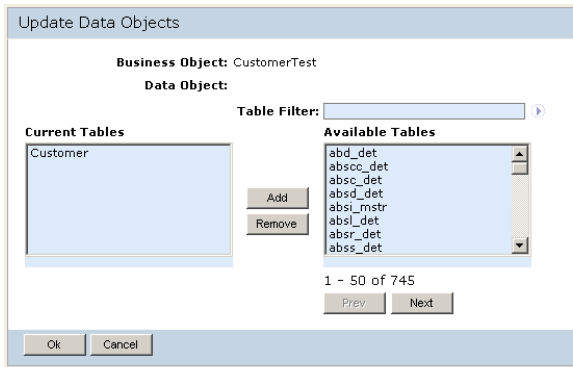 Update Data Objects
Business Object: CustomerTest
Data Object:
Table Filter:
Current Tables
Available Tables
Customer
abd_det
abscc_det
absc_det
absd_det
absi_mstr
absl_det
absr_det
abss_det
Add
Remove
1 - 50 of 745
Prev Next
Ok Cancel